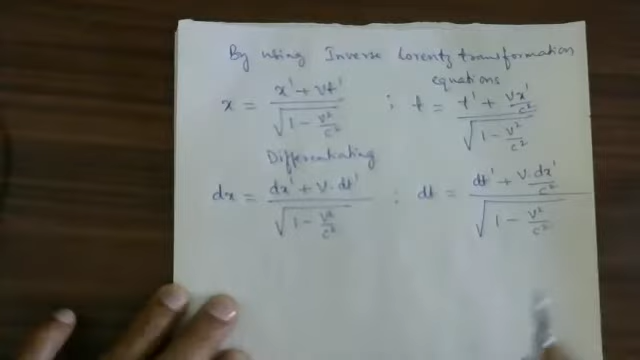 By using Inverse Lorentz transformation
equations
x = x' + vt' / √(1 - v²/c²) ; t = t' + vx'/c² / √(1 - v²/c²)
Differentiating
dx = dx' + v·dt' / √(1 - v²/c²) ; dt = dt' + v·dx'/c² / √(1 - v²/c²)